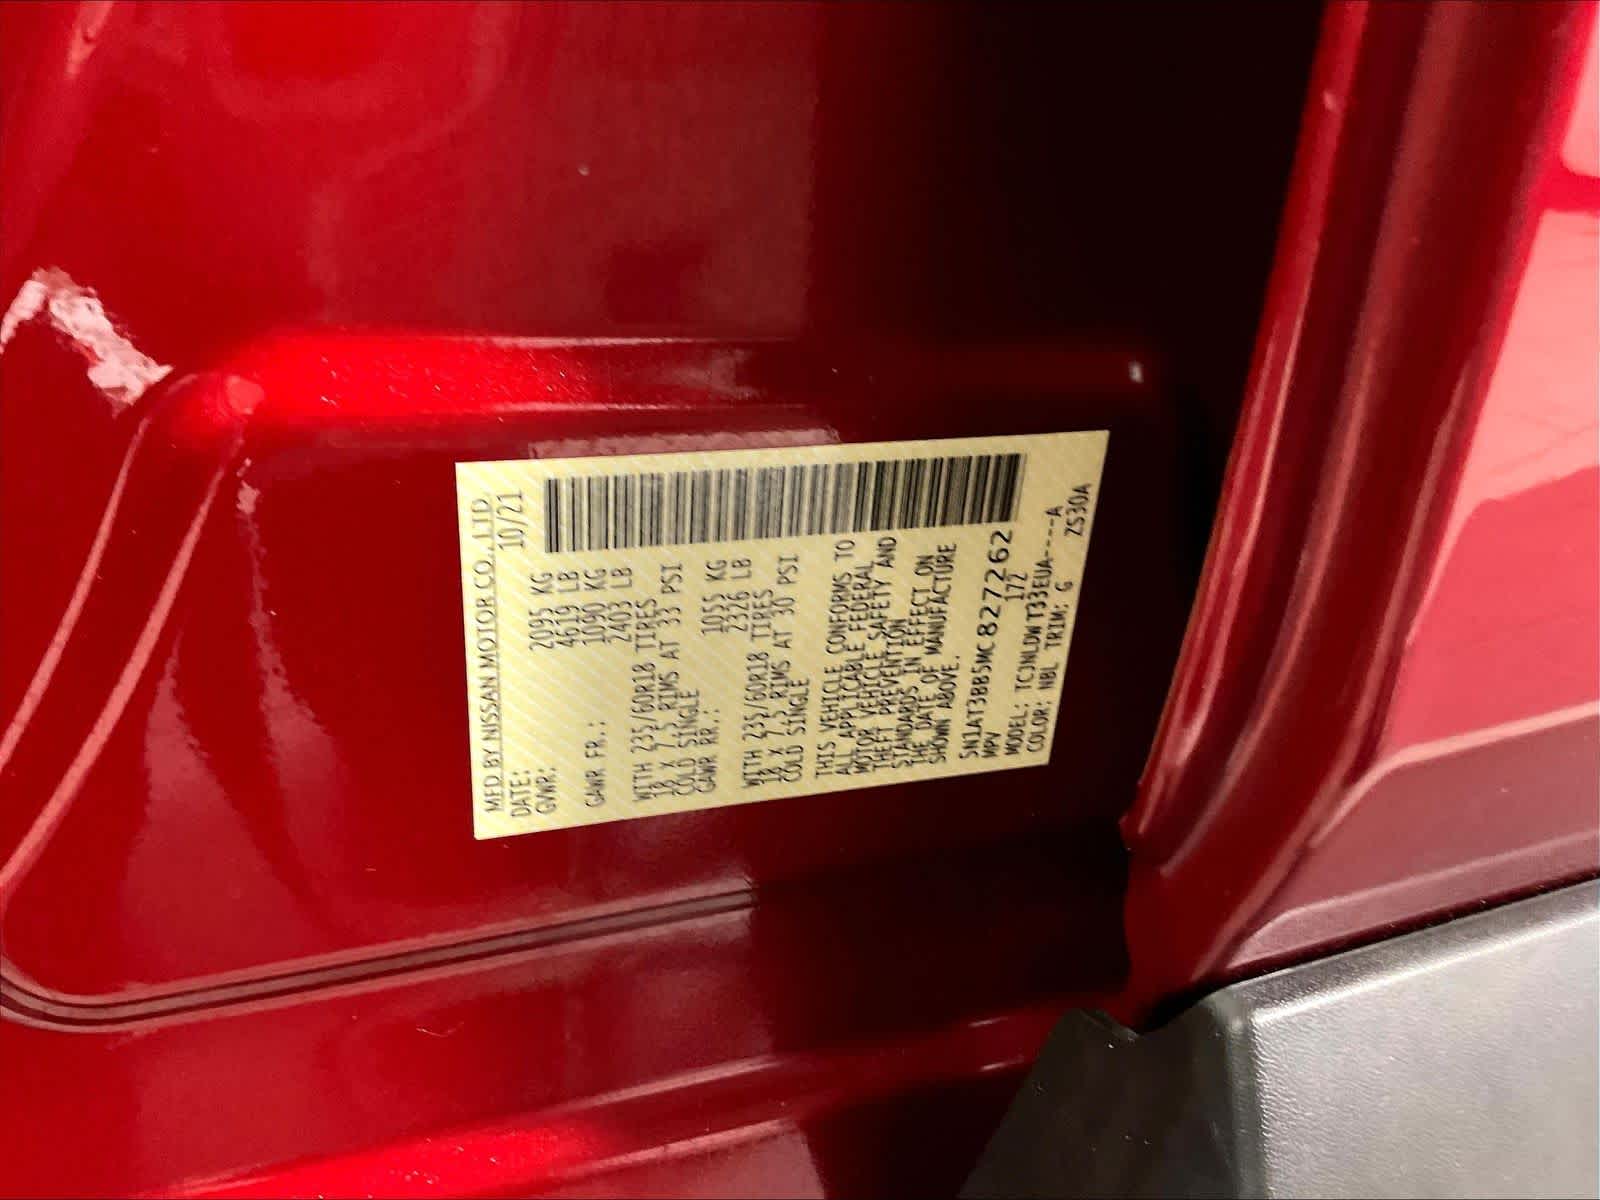 MFD BY NISSAN MOTOR CO., LTD.
DATE: 10/21
GVWR: 2095 KG
4619 LB
GAWR FR.: 1090 KG
2403 LB
WITH 235/60R18 TIRES
18 X 7.5 RIMS AT 33 PSI
COLD SINGLE
GAWR RR.: 1055 KG
2326 LB
WITH 235/60R18 TIRES
18 X 7.5 RIMS AT 30 PSI
COLD SINGLE
THIS VEHICLE CONFORMS TO
ALL APPLICABLE FEDERAL
MOTOR VEHICLE SAFETY AND
THEFT PREVENTION
STANDARDS IN EFFECT ON
THE DATE OF MANUFACTURE
SHOWN ABOVE.
5N1AT3BB5MC827262
MPV 172
MODEL: TCJNLDWT33EUA----A
COLOR: NBL TRIM: G ZS30A